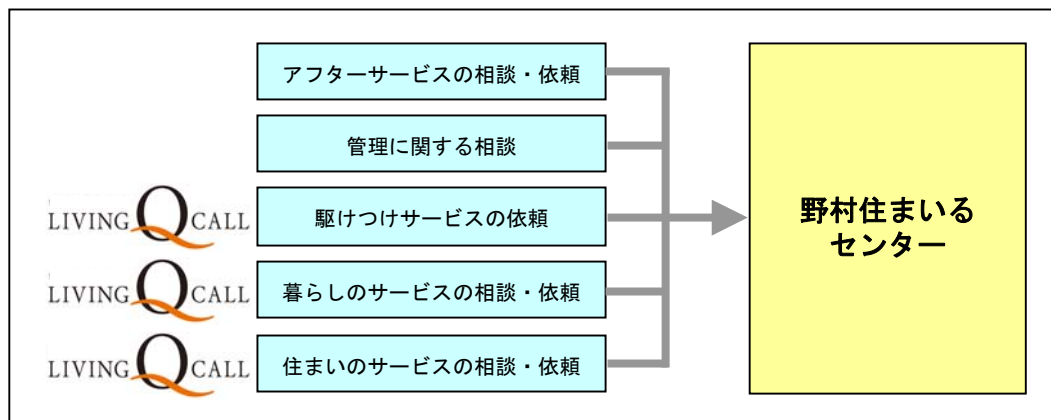 アフターサービスの相談・依頼
管理に関する相談
LIVING Q CALL
駆けつけサービスの依頼
LIVING Q CALL
暮らしのサービスの相談・依頼
LIVING Q CALL
住まいのサービスの相談・依頼
野村住まいる
センター